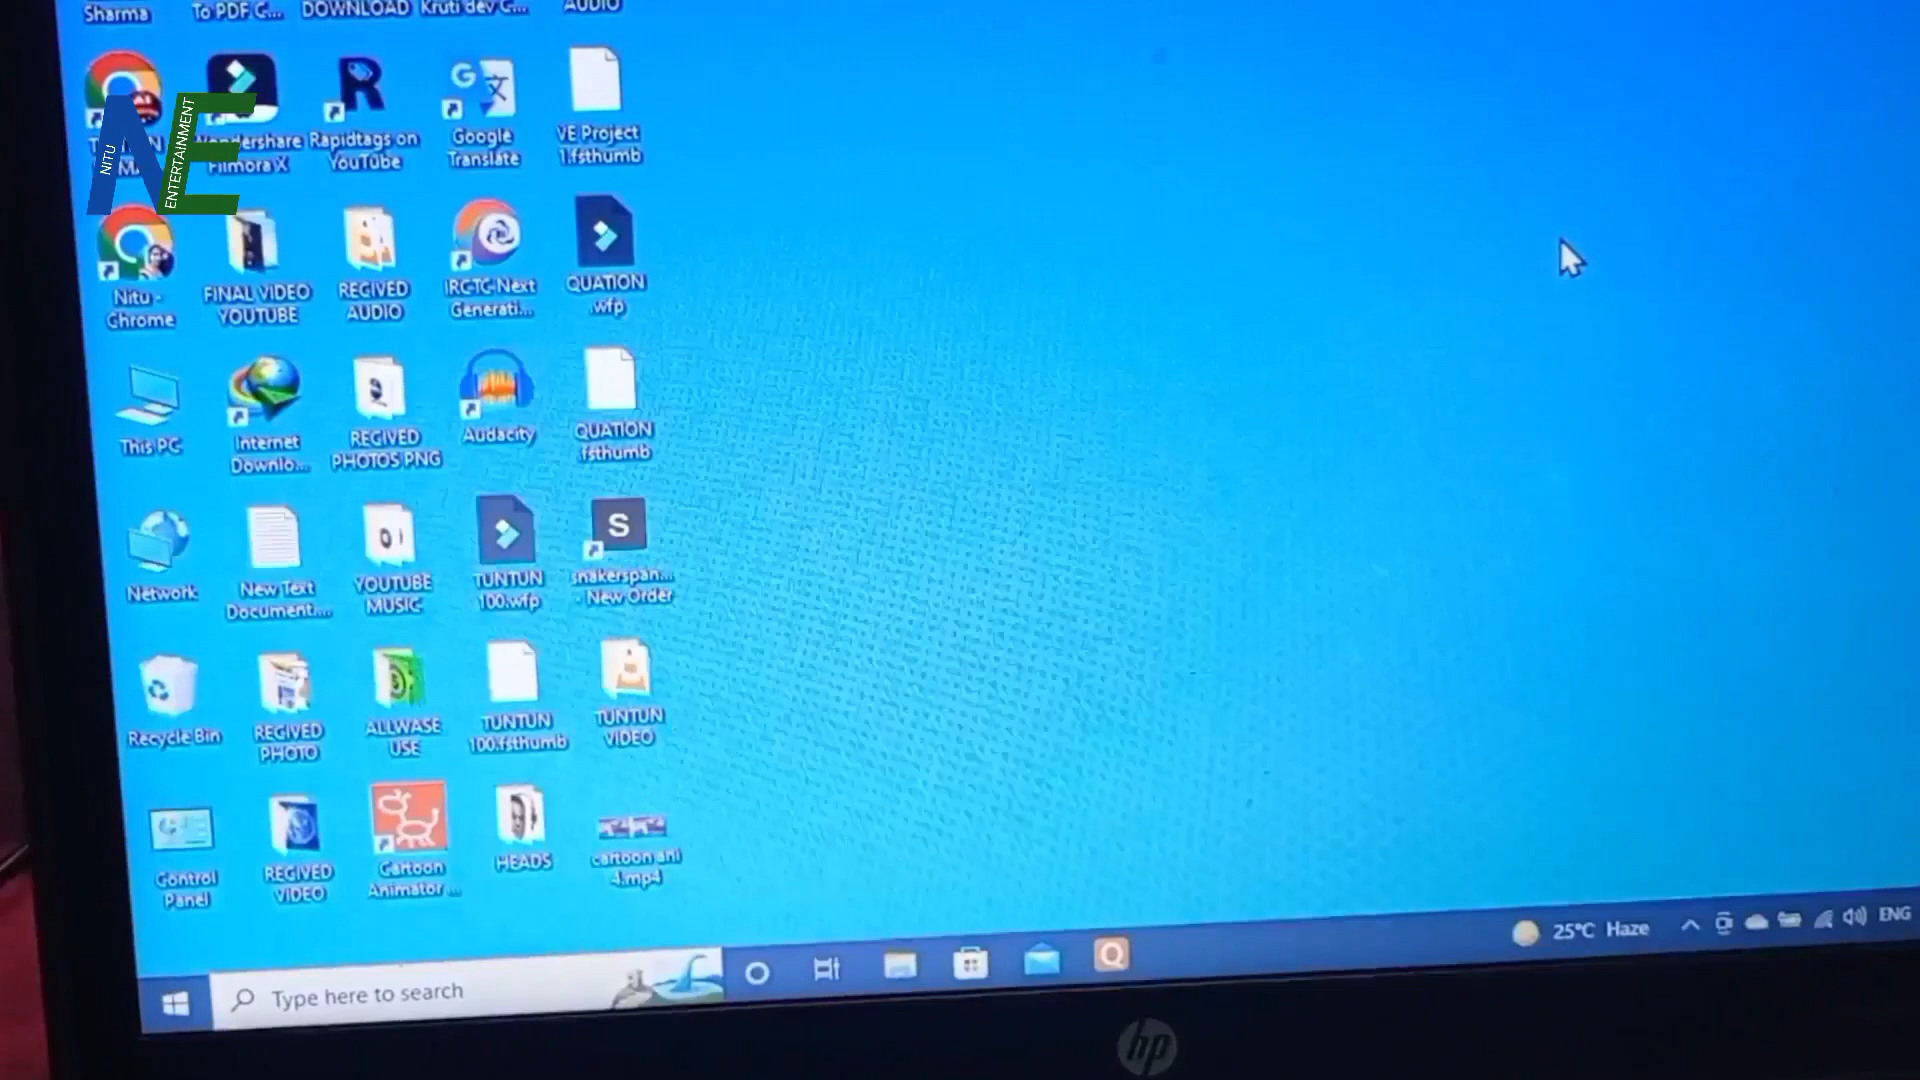 Sharma
To PDF C...
DOWNLOAD
Kruti dev C...
AUDIO
NITU
ENTERTAINMENT
Wondershare
Filmora X
Rapidtags on
YouTube
Google
Translate
VE Project
1.fsthumb
Nitu -
Chrome
FINAL VIDEO
YOUTUBE
REGIVED
AUDIO
IRCTC Next
Generati...
QUATION
.wfp
This PC
Internet
Downlo...
REGIVED
PHOTOS PNG
Audacity
QUATION
.fsthumb
Network
New Text
Document....
YOUTUBE
MUSIC
TUNTUN
100.wfp
S
snakerspan...
- New Order
Recycle Bin
REGIVED
PHOTO
ALLWASE
USE
TUNTUN
100.fsthumb
TUNTUN
VIDEO
Control
Panel
REGIVED
VIDEO
Cartoon
Animator ...
HEADS
cartoon ani
4.mp4
Type here to search
25°C Haze
ENG
hp